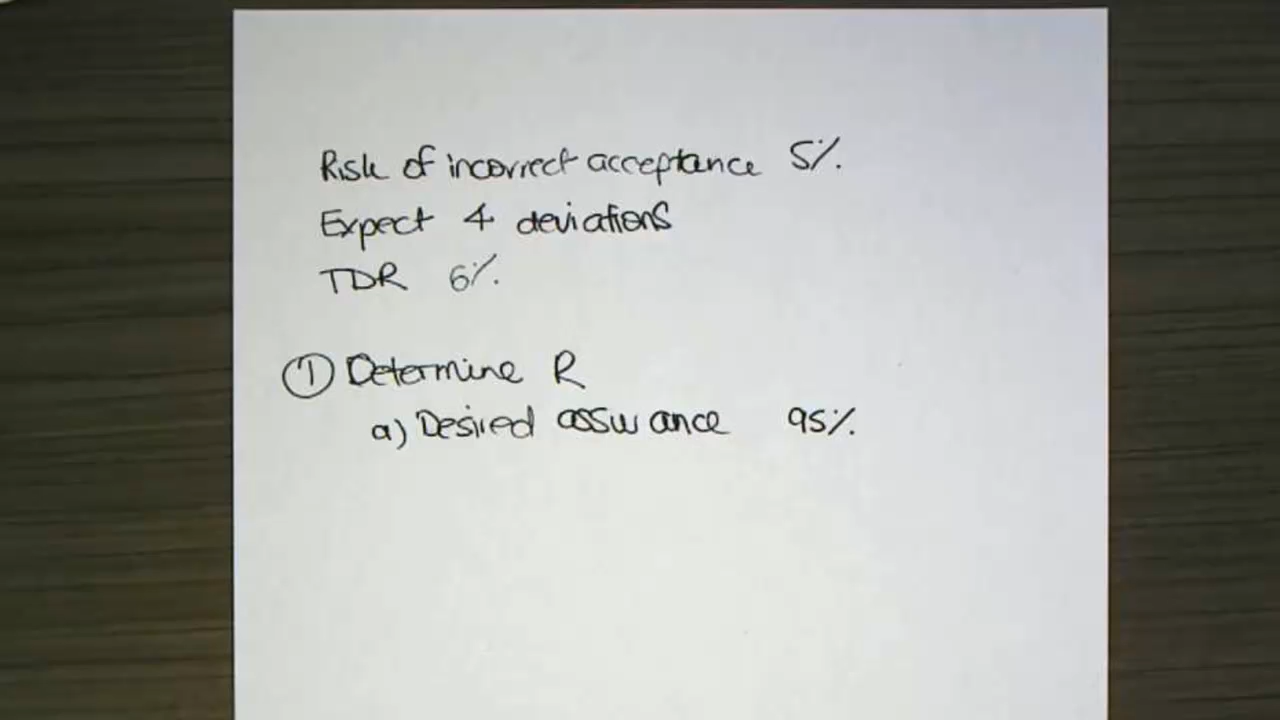 Risk of incorrect acceptance 5%.
Expect 4 deviations
TDR 6%.
① Determine R
a) Desired assurance 95%.